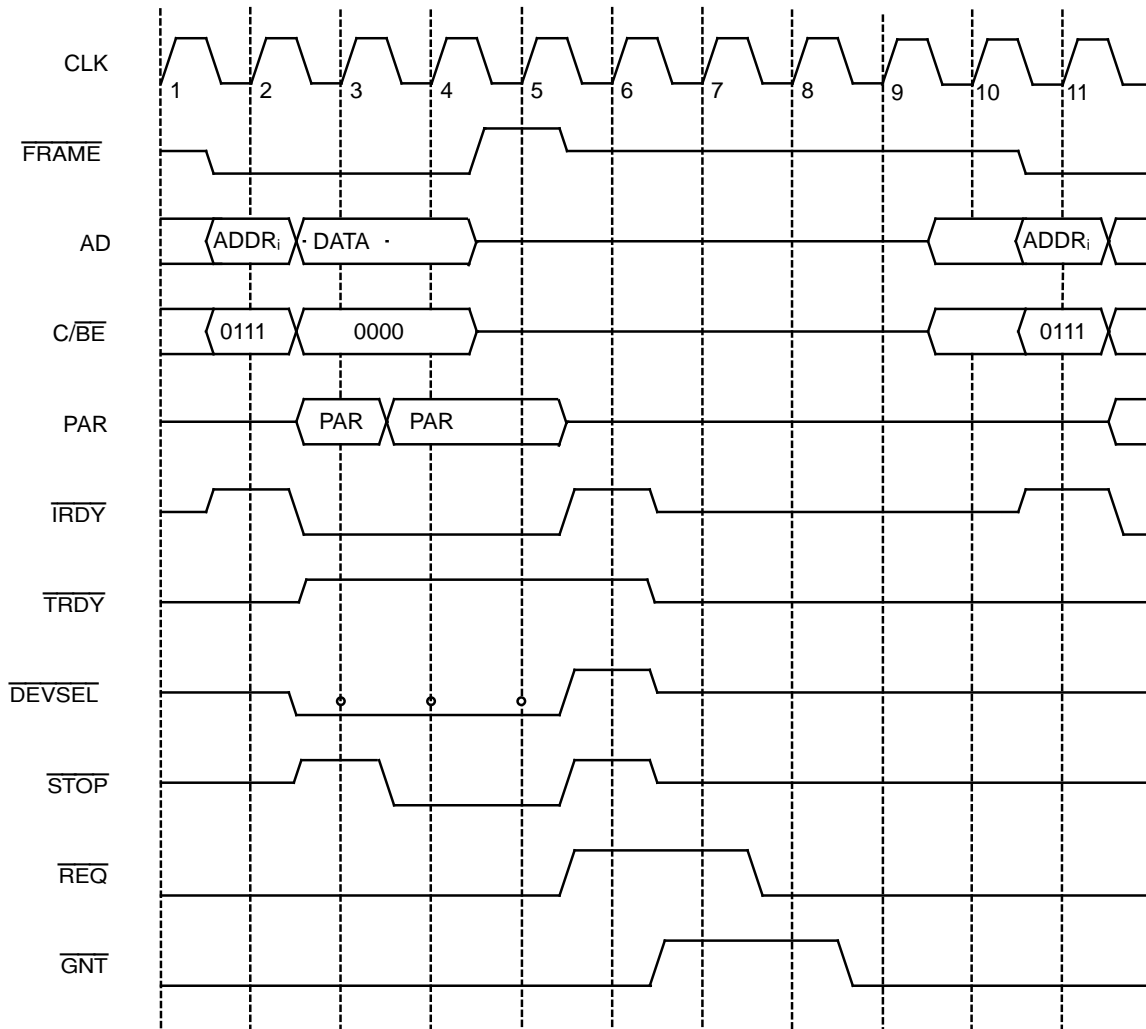 CLK
1 2 3 4 5 6 7 8 9 10 11
FRAME
AD
ADDRi DATA ADDRi
C/BE
0111 0000 0111
PAR
PAR PAR
IRDY
TRDY
DEVSEL
STOP
REQ
GNT